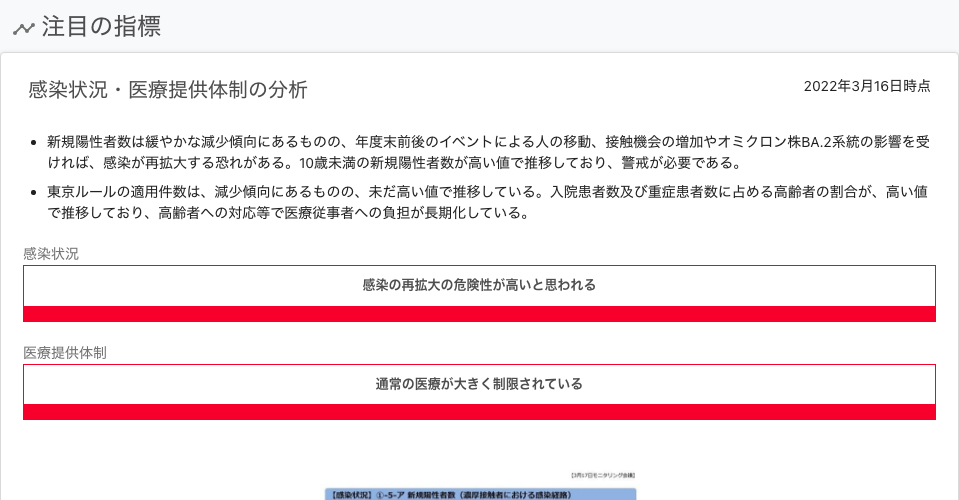 注目の指標
感染状況・医療提供体制の分析
2022年3月16日時点
新規陽性者数は緩やかな減少傾向にあるものの、年度末前後のイベントによる人の移動、接触機会の増加やオミクロン株BA.2系統の影響を受
ければ、感染が再拡大する恐れがある。10歳未満の新規陽性者数が高い値で推移しており、警戒が必要である。
東京ルールの適用件数は、減少傾向にあるものの、未だ高い値で推移している。入院患者数及び重症患者数に占める高齢者の割合が、高い値
で推移しており、高齢者への対応等で医療従事者への負担が長期化している。
感染状況
感染の再拡大の危険性が高いと思われる
医療提供体制
通常の医療が大きく制限されている
【3月17日モニタリング会議】
【感染状況】①-5-ア 新規陽性者数（濃厚接触者における感染経路）